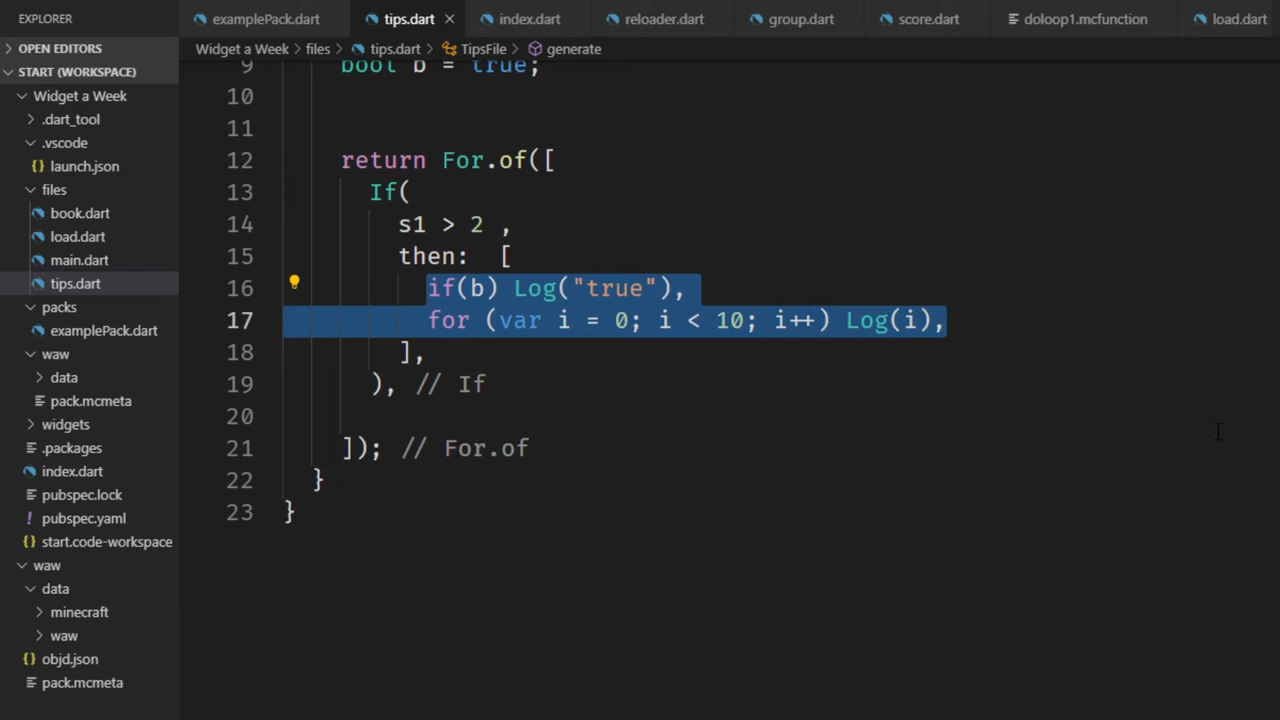 EXPLORER
examplePack.dart
tips.dart
index.dart
reloader.dart
group.dart
score.dart
doloop1.mcfunction
load.dart
OPEN EDITORS
START (WORKSPACE)
Widget a Week
.dart_tool
.vscode
launch.json
files
book.dart
load.dart
main.dart
tips.dart
packs
examplePack.dart
waw
data
pack.mcmeta
widgets
.packages
index.dart
pubspec.lock
pubspec.yaml
start.code-workspace
waw
data
minecraft
waw
objd.json
pack.mcmeta
Widget a Week > files > tips.dart > TipsFile > generate
9 bool b = true;
10
11
12 return For.of([
13 If(
14 s1 > 2 ,
15 then: [
16 if(b) Log("true"),
17 for (var i = 0; i < 10; i++) Log(i),
18 ],
19 ), // If
20
21 ]); // For.of
22 }
23 }